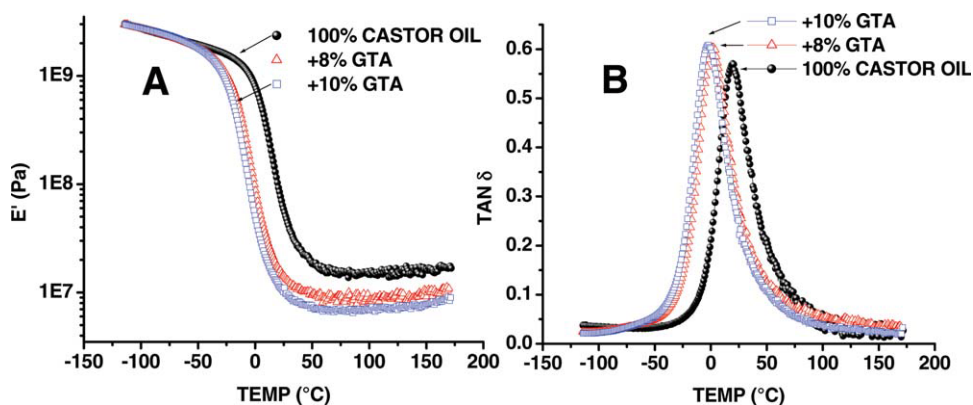 A
100% CASTOR OIL
+8% GTA
+10% GTA
E' (Pa)
1E9
1E8
1E7
-150 -100 -50 0 50 100 150 200
TEMP (°C)
B
+10% GTA
+8% GTA
100% CASTOR OIL
TAN δ
0.6
0.5
0.4
0.3
0.2
0.1
0.0
-150 -100 -50 0 50 100 150 200
TEMP (°C)